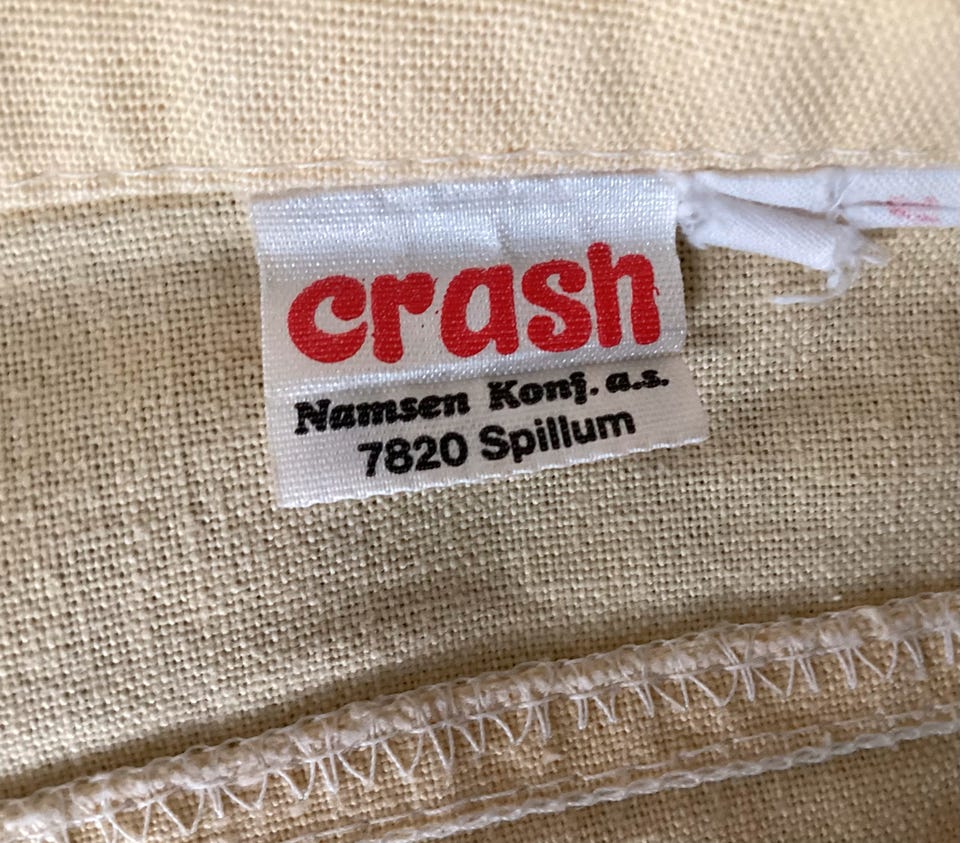 crash
Namsen Konf. a.s.
7820 Spillum